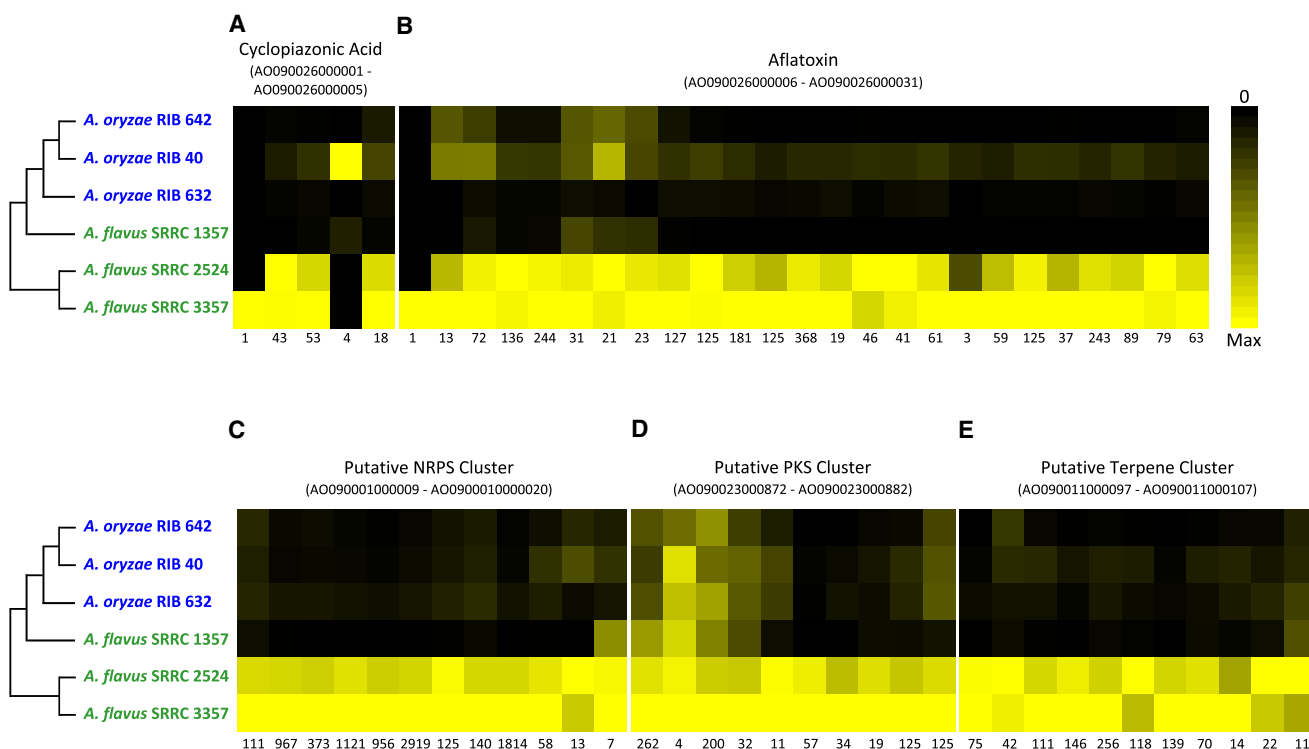 A
Cyclopiazonic Acid
(AO090026000001 -
AO090026000005)
B
Aflatoxin
(AO090026000006 - AO090026000031)
0
Max
A. oryzae RIB 642
A. oryzae RIB 40
A. oryzae RIB 632
A. flavus SRRC 1357
A. flavus SRRC 2524
A. flavus SRRC 3357
1 43 53 4 18
1 13 72 136 244 31 21 23 127 125 181 125 368 19 46 41 61 3 59 125 37 243 89 79 63
C
Putative NRPS Cluster
(AO090001000009 - AO0900010000020)
D
Putative PKS Cluster
(AO090023000872 - AO090023000882)
E
Putative Terpene Cluster
(AO090011000097 - AO090011000107)
A. oryzae RIB 642
A. oryzae RIB 40
A. oryzae RIB 632
A. flavus SRRC 1357
A. flavus SRRC 2524
A. flavus SRRC 3357
111 967 373 1121 956 2919 125 140 1814 58 13 7
262 4 200 32 11 57 34 19 125 125
75 42 111 146 256 118 139 70 14 22